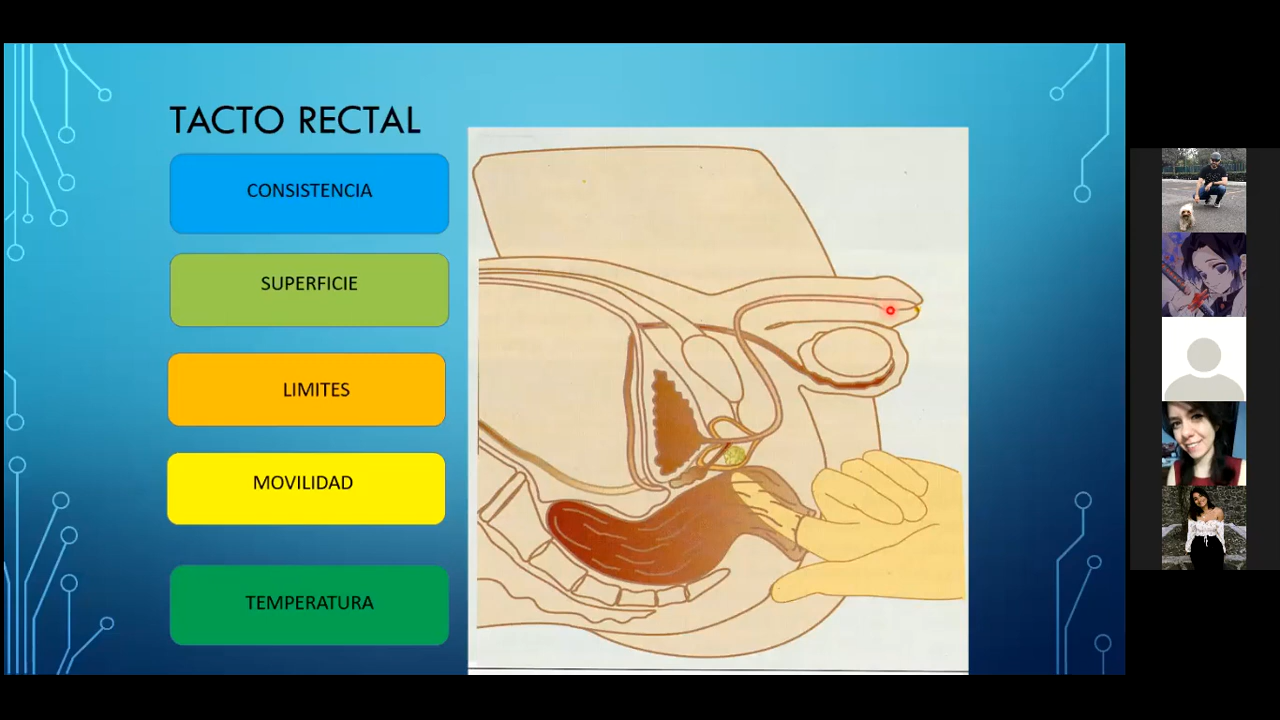 TACTO RECTAL
CONSISTENCIA
SUPERFICIE
LIMITES
MOVILIDAD
TEMPERATURA